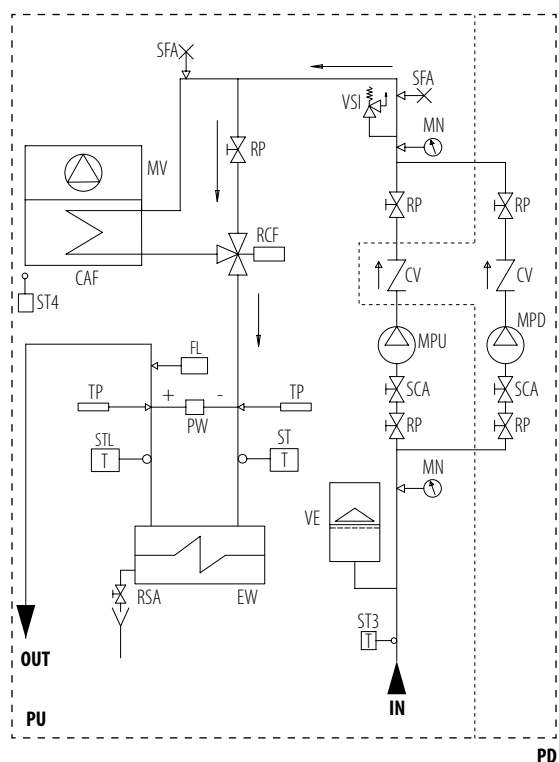 SFA
SFA
VSI
MN
MV
RP
RP
RP
RCF
CAF
CV
CV
ST4
MPD
MPU
FL
TP
TP
+
-
PW
SCA
SCA
RP
RP
STL
ST
T
T
MN
VE
RSA
EW
ST3
T
OUT
IN
PU
PD